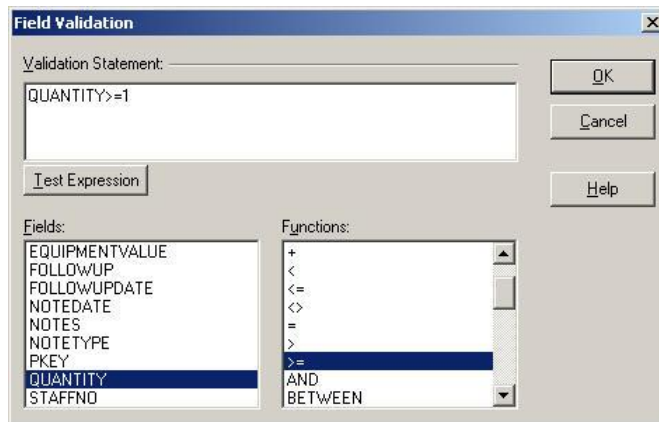 Field Validation
Validation Statement:
QUANTITY>=1
OK
Cancel
Test Expression
Help
Fields:
EQUIPMENTVALUE
FOLLOWUP
FOLLOWUPDATE
NOTEDATE
NOTES
NOTETYPE
PKEY
QUANTITY
STAFFNO
Functions:
+
<
<=
<>
=
>
>=
AND
BETWEEN